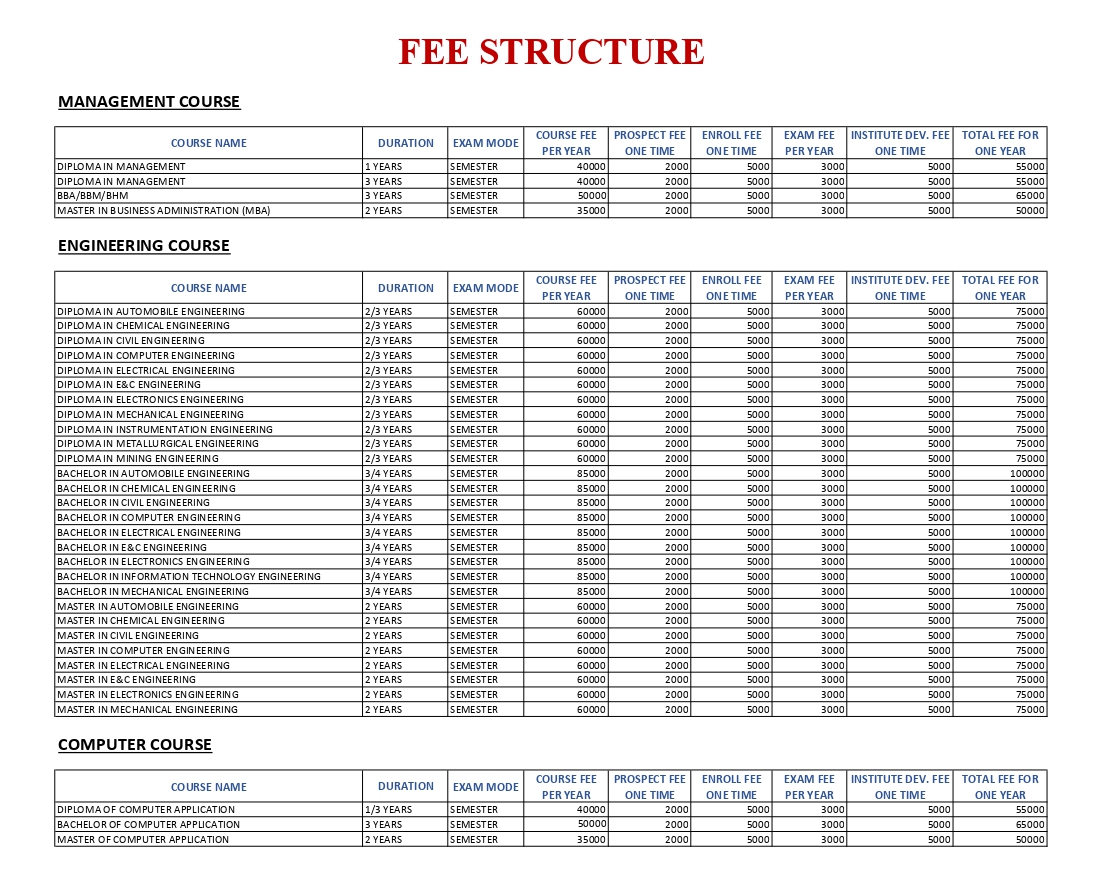 FEE STRUCTURE
MANAGEMENT COURSE
COURSE NAME DURATION EXAM MODE COURSE FEE PER YEAR PROSPECT FEE ONE TIME ENROLL FEE ONE TIME EXAM FEE PER YEAR INSTITUTE DEV. FEE ONE TIME TOTAL FEE FOR ONE YEAR
DIPLOMA IN MANAGEMENT 1 YEARS SEMESTER 40000 2000 5000 3000 5000 55000
DIPLOMA IN MANAGEMENT 3 YEARS SEMESTER 40000 2000 5000 3000 5000 55000
BBA/BBM/BHM 3 YEARS SEMESTER 50000 2000 5000 3000 5000 65000
MASTER IN BUSINESS ADMINISTRATION (MBA) 2 YEARS SEMESTER 35000 2000 5000 3000 5000 50000
ENGINEERING COURSE
COURSE NAME DURATION EXAM MODE COURSE FEE PER YEAR PROSPECT FEE ONE TIME ENROLL FEE ONE TIME EXAM FEE PER YEAR INSTITUTE DEV. FEE ONE TIME TOTAL FEE FOR ONE YEAR
DIPLOMA IN AUTOMOBILE ENGINEERING 2/3 YEARS SEMESTER 60000 2000 5000 3000 5000 75000
DIPLOMA IN CHEMICAL ENGINEERING 2/3 YEARS SEMESTER 60000 2000 5000 3000 5000 75000
DIPLOMA IN CIVIL ENGINEERING 2/3 YEARS SEMESTER 60000 2000 5000 3000 5000 75000
DIPLOMA IN COMPUTER ENGINEERING 2/3 YEARS SEMESTER 60000 2000 5000 3000 5000 75000
DIPLOMA IN ELECTRICAL ENGINEERING 2/3 YEARS SEMESTER 60000 2000 5000 3000 5000 75000
DIPLOMA IN E&C ENGINEERING 2/3 YEARS SEMESTER 60000 2000 5000 3000 5000 75000
DIPLOMA IN ELECTRONICS ENGINEERING 2/3 YEARS SEMESTER 60000 2000 5000 3000 5000 75000
DIPLOMA IN MECHANICAL ENGINEERING 2/3 YEARS SEMESTER 60000 2000 5000 3000 5000 75000
DIPLOMA IN INSTRUMENTATION ENGINEERING 2/3 YEARS SEMESTER 60000 2000 5000 3000 5000 75000
DIPLOMA IN METALLURGICAL ENGINEERING 2/3 YEARS SEMESTER 60000 2000 5000 3000 5000 75000
DIPLOMA IN MINING ENGINEERING 2/3 YEARS SEMESTER 60000 2000 5000 3000 5000 75000
BACHELOR IN AUTOMOBILE ENGINEERING 3/4 YEARS SEMESTER 85000 2000 5000 3000 5000 100000
BACHELOR IN CHEMICAL ENGINEERING 3/4 YEARS SEMESTER 85000 2000 5000 3000 5000 100000
BACHELOR IN CIVIL ENGINEERING 3/4 YEARS SEMESTER 85000 2000 5000 3000 5000 100000
BACHELOR IN COMPUTER ENGINEERING 3/4 YEARS SEMESTER 85000 2000 5000 3000 5000 100000
BACHELOR IN ELECTRICAL ENGINEERING 3/4 YEARS SEMESTER 85000 2000 5000 3000 5000 100000
BACHELOR IN E&C ENGINEERING 3/4 YEARS SEMESTER 85000 2000 5000 3000 5000 100000
BACHELOR IN ELECTRONICS ENGINEERING 3/4 YEARS SEMESTER 85000 2000 5000 3000 5000 100000
BACHELOR IN INFORMATION TECHNOLOGY ENGINEERING 3/4 YEARS SEMESTER 85000 2000 5000 3000 5000 100000
BACHELOR IN MECHANICAL ENGINEERING 3/4 YEARS SEMESTER 85000 2000 5000 3000 5000 100000
MASTER IN AUTOMOBILE ENGINEERING 2 YEARS SEMESTER 60000 2000 5000 3000 5000 75000
MASTER IN CHEMICAL ENGINEERING 2 YEARS SEMESTER 60000 2000 5000 3000 5000 75000
MASTER IN CIVIL ENGINEERING 2 YEARS SEMESTER 60000 2000 5000 3000 5000 75000
MASTER IN COMPUTER ENGINEERING 2 YEARS SEMESTER 60000 2000 5000 3000 5000 75000
MASTER IN ELECTRICAL ENGINEERING 2 YEARS SEMESTER 60000 2000 5000 3000 5000 75000
MASTER IN E&C ENGINEERING 2 YEARS SEMESTER 60000 2000 5000 3000 5000 75000
MASTER IN ELECTRONICS ENGINEERING 2 YEARS SEMESTER 60000 2000 5000 3000 5000 75000
MASTER IN MECHANICAL ENGINEERING 2 YEARS SEMESTER 60000 2000 5000 3000 5000 75000
COMPUTER COURSE
COURSE NAME DURATION EXAM MODE COURSE FEE PER YEAR PROSPECT FEE ONE TIME ENROLL FEE ONE TIME EXAM FEE PER YEAR INSTITUTE DEV. FEE ONE TIME TOTAL FEE FOR ONE YEAR
DIPLOMA OF COMPUTER APPLICATION 1/3 YEARS SEMESTER 40000 2000 5000 3000 5000 55000
BACHELOR OF COMPUTER APPLICATION 3 YEARS SEMESTER 50000 2000 5000 3000 5000 65000
MASTER OF COMPUTER APPLICATION 2 YEARS SEMESTER 35000 2000 5000 3000 5000 50000